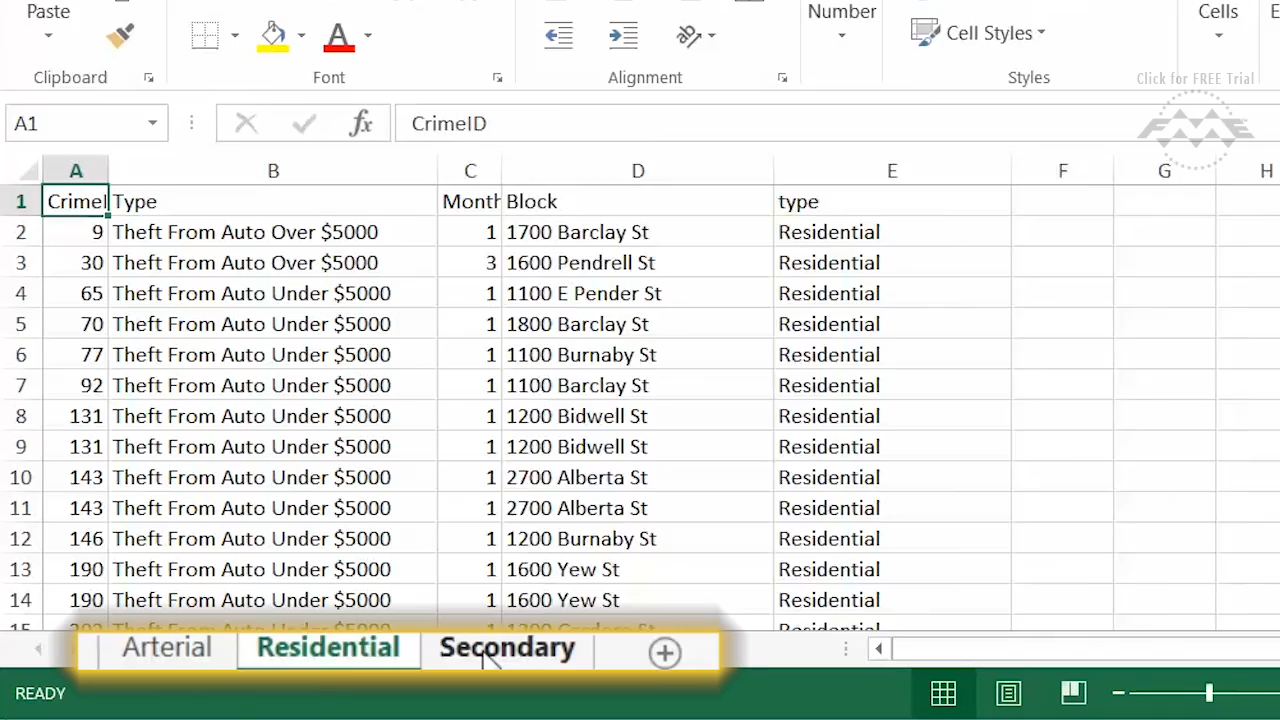 Paste
Number
Cells
A
Cell Styles
Clipboard
Font
Alignment
Styles
Click for FREE Trial
A1
fx
CrimeID
FME
A B C D E F G H
1 CrimeI Type Month Block type
2 9 Theft From Auto Over $5000 1 1700 Barclay St Residential
3 30 Theft From Auto Over $5000 3 1600 Pendrell St Residential
4 65 Theft From Auto Under $5000 1 1100 E Pender St Residential
5 70 Theft From Auto Under $5000 1 1800 Barclay St Residential
6 77 Theft From Auto Under $5000 1 1100 Burnaby St Residential
7 92 Theft From Auto Under $5000 1 1100 Barclay St Residential
8 131 Theft From Auto Under $5000 1 1200 Bidwell St Residential
9 131 Theft From Auto Under $5000 1 1200 Bidwell St Residential
10 143 Theft From Auto Under $5000 1 2700 Alberta St Residential
11 143 Theft From Auto Under $5000 1 2700 Alberta St Residential
12 146 Theft From Auto Under $5000 1 1200 Burnaby St Residential
13 190 Theft From Auto Under $5000 1 1600 Yew St Residential
14 190 Theft From Auto Under $5000 1 1600 Yew St Residential
Arterial Residential Secondary
READY